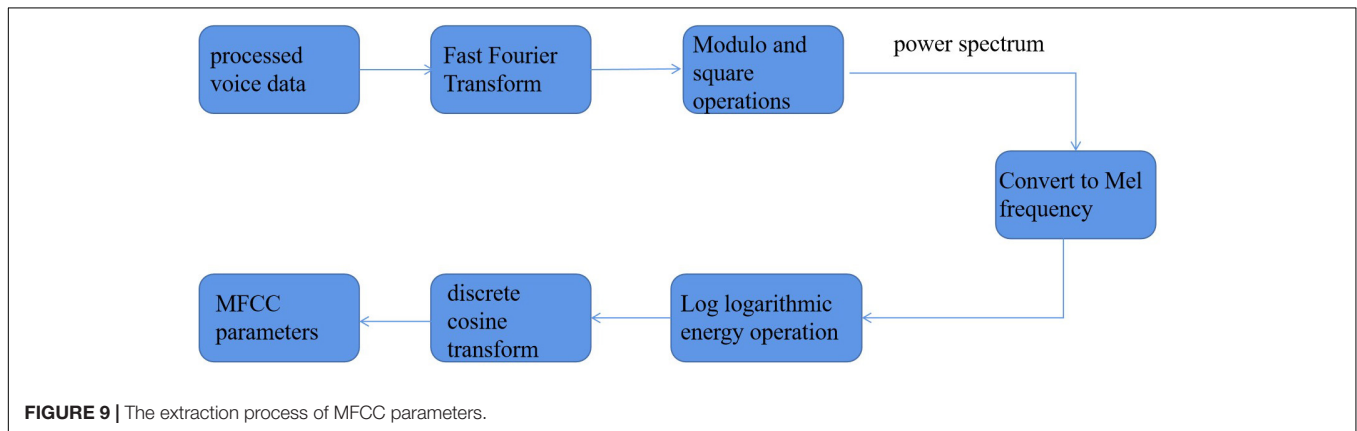 processed
voice data
Fast Fourier
Transform
Modulo and
square
operations
power spectrum
Convert to Mel
frequency
Log logarithmic
energy operation
discrete
cosine
transform
MFCC
parameters
FIGURE 9 | The extraction process of MFCC parameters.